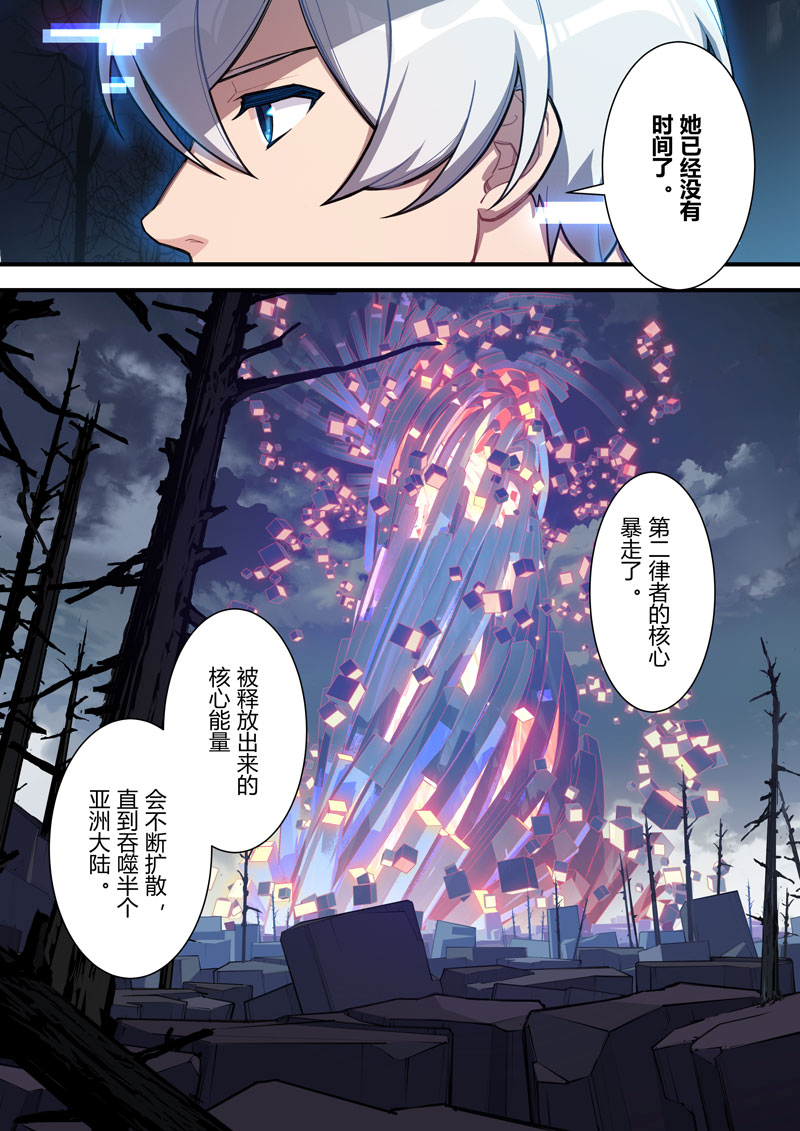 她已经没有
时间了。
第二律者的核心
暴走了。
被释放出来的
核心能量
会不断扩散，
直到吞噬半个
亚洲大陆。